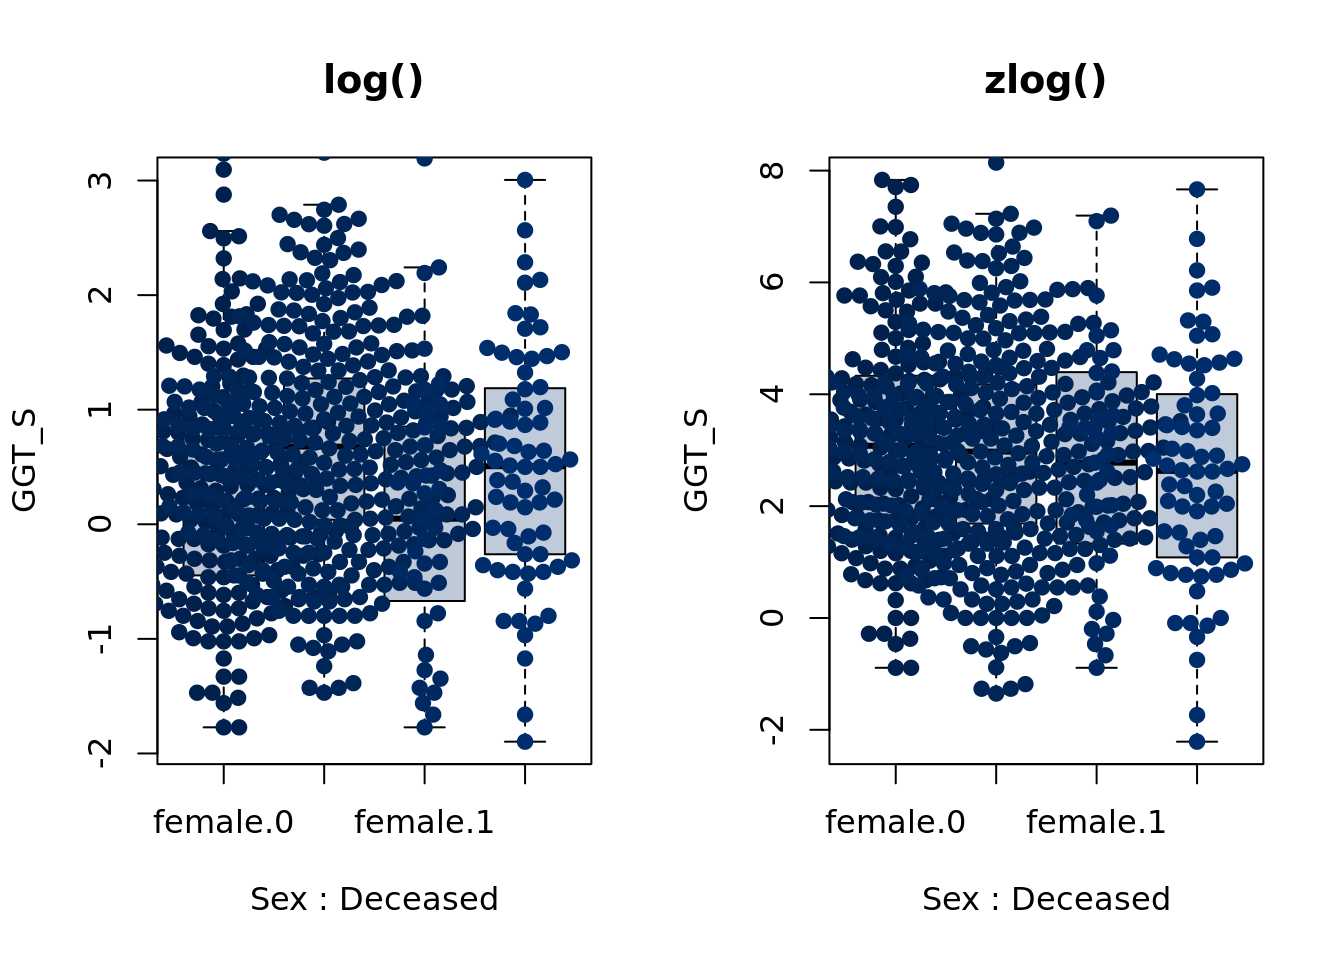 log()
GGT_S
3
2
1
0
-1
-2
female.0 female.1
Sex : Deceased
zlog()
GGT_S
8
6
4
2
0
-2
female.0 female.1
Sex : Deceased